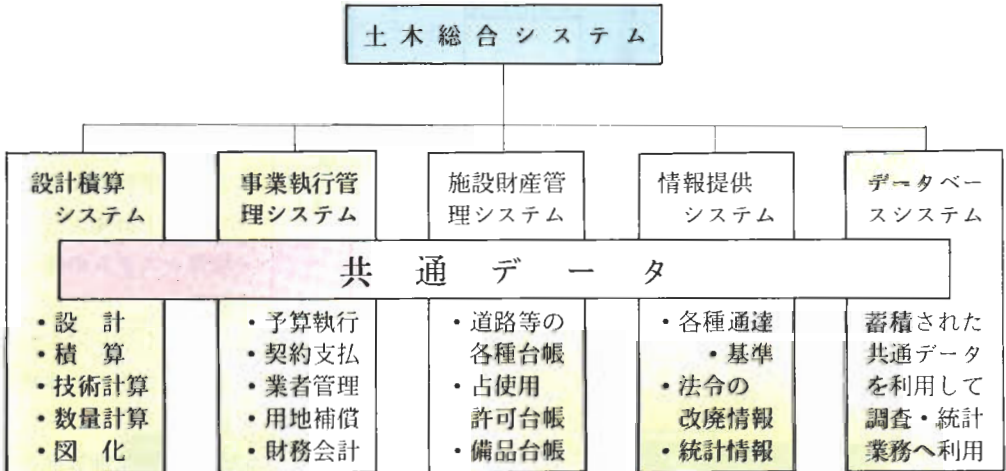 土木総合システム
設計積算
システム
事業執行管
理システム
施設財産管
理システム
情報提供
システム
データベー
スシステム
共通データ
・設計
・積算
・技術計算
・数量計算
・図化
・予算執行
・契約支払
・業者管理
・用地補償
・財務会計
・道路等の
各種台帳
・占使用
許可台帳
・備品台帳
・各種通達
・基準
・法令の
改廃情報
・統計情報
蓄積された
共通データ
を利用して
調査・統計
業務へ利用